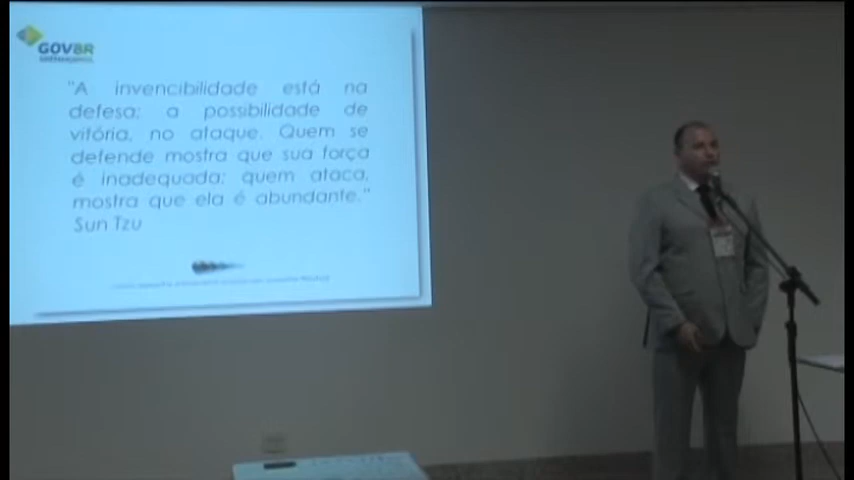 GOVBR
"A invencibilidade está na
defesa; a possibilidade de
vitória, no ataque. Quem se
defende mostra que sua força
é inadequada; quem ataca,
mostra que ela é abundante."
Sun Tzu